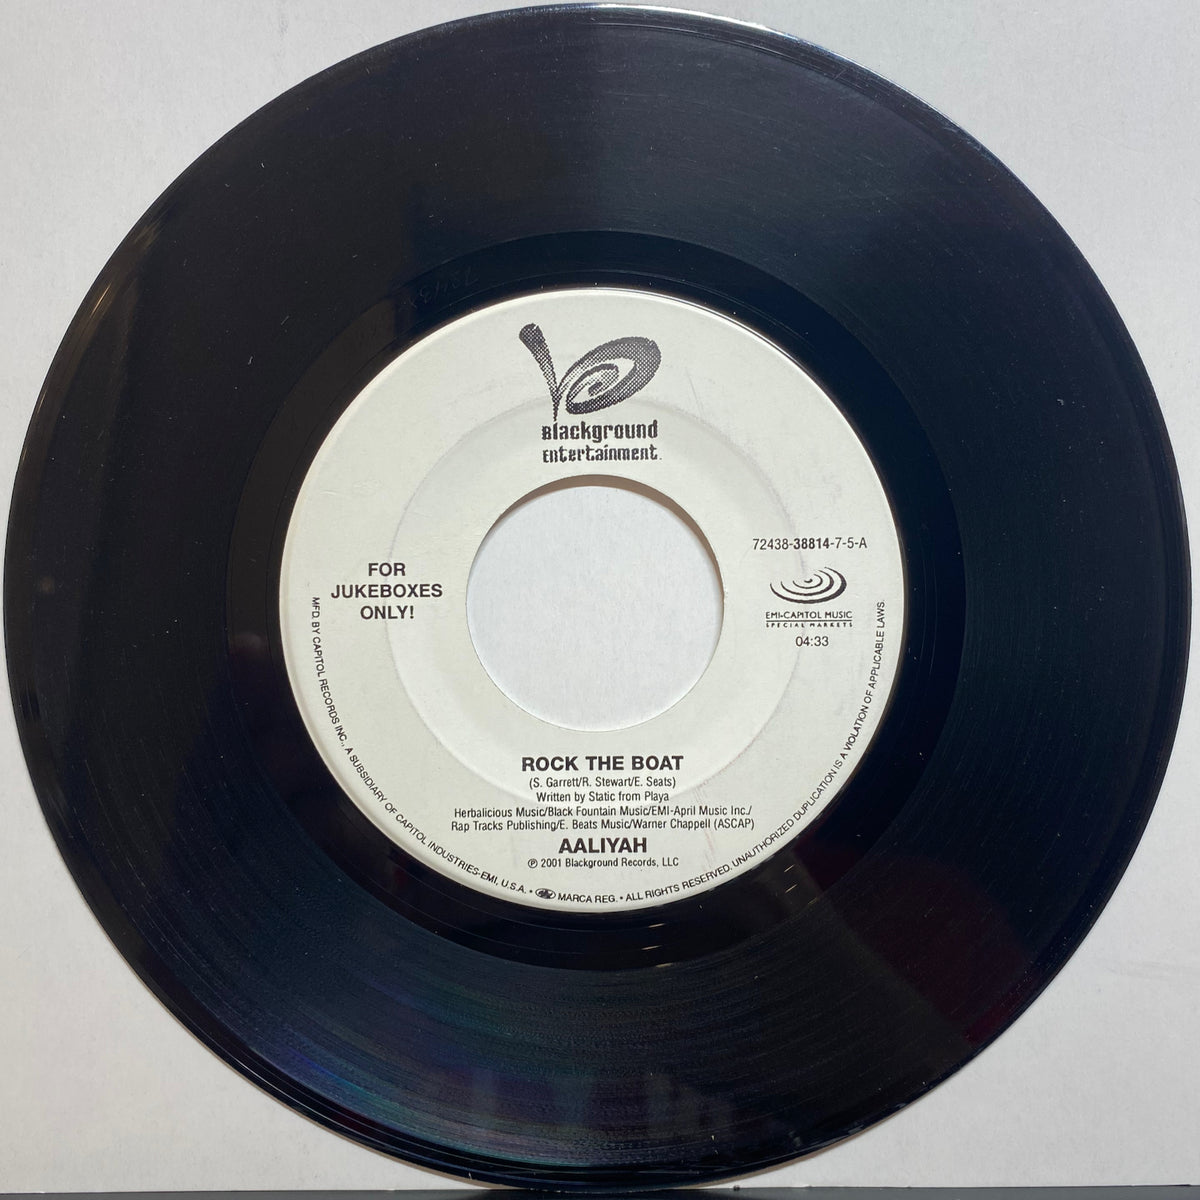 Blackground
Entertainment.
72438-38814-7-5-A
FOR
JUKEBOXES
ONLY!
EMI-CAPITOL MUSIC
SPECIAL MARKETS
04:33
ROCK THE BOAT
(S. Garrett/R. Stewart/E. Seats)
Written by Static from Playa
Herbalicious Music/Black Fountain Music/EMI-April Music Inc./
Rap Tracks Publishing/E. Beats Music/Warner Chappell (ASCAP)
AALIYAH
℗ 2001 Blackground Records, LLC
MFD. BY CAPITOL RECORDS INC., A SUBSIDIARY OF CAPITOL INDUSTRIES-EMI, U.S.A. • MARCA REG. • ALL RIGHTS RESERVED. UNAUTHORIZED DUPLICATION IS A VIOLATION OF APPLICABLE LAWS.